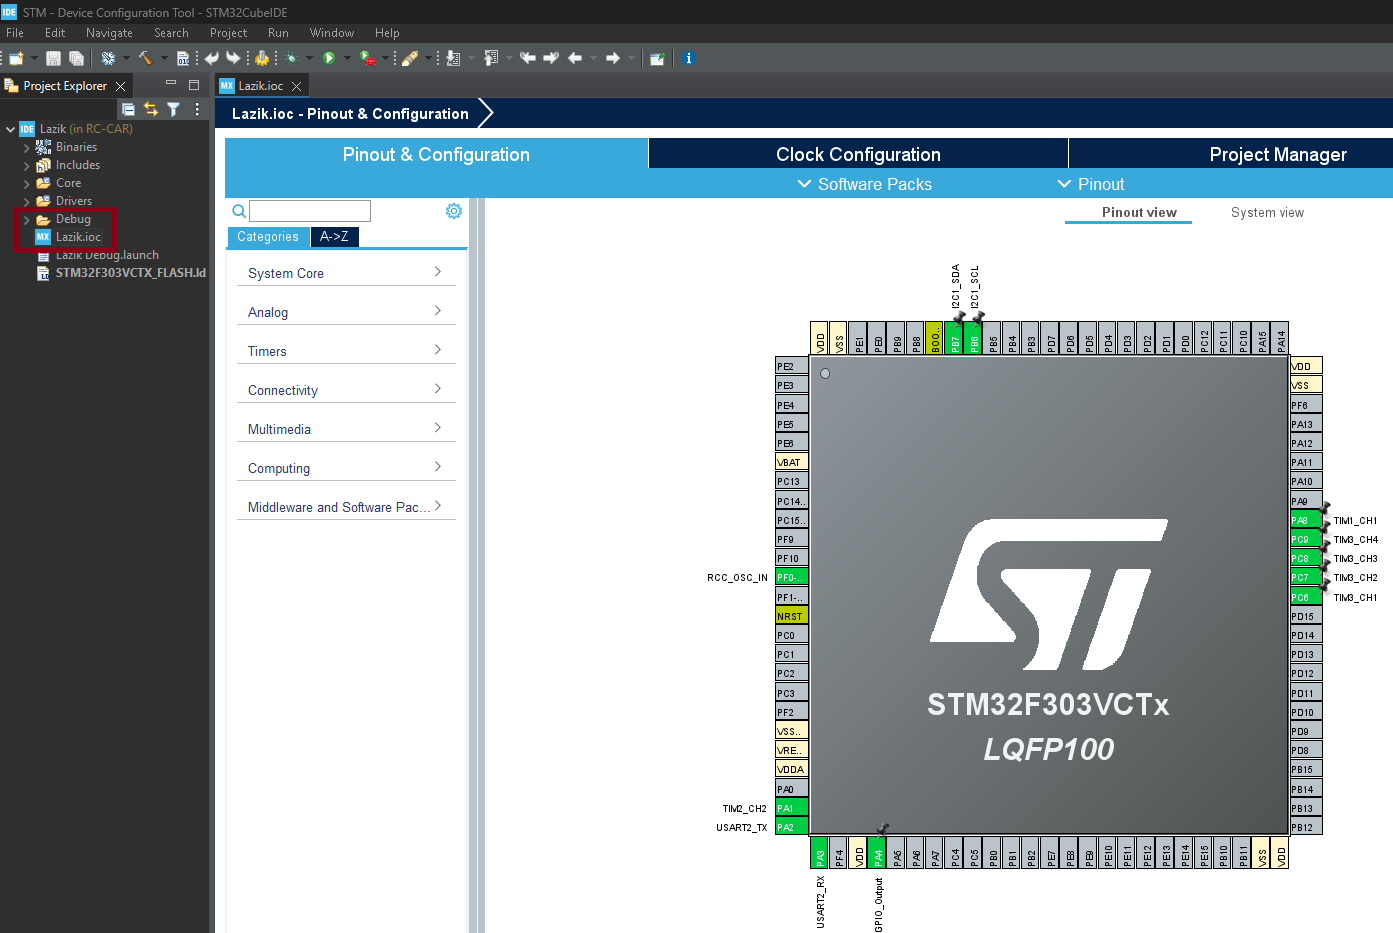 IDE STM - Device Configuration Tool - STM32CubeIDE
File Edit Navigate Search Project Run Window Help
010
Project Explorer
MX Lazik.ioc
Lazik.ioc - Pinout & Configuration
IDE Lazik (in RC-CAR)
Binaries
Includes
Core
Drivers
Debug
MX Lazik.ioc
Lazik Debug.launch
STM32F303VCTX_FLASH.ld
Pinout & Configuration
Clock Configuration
Project Manager
Software Packs
Pinout
Pinout view
System view
Categories
A->Z
System Core
Analog
Timers
Connectivity
Multimedia
Computing
Middleware and Software Pac...
I2C1_SDA
I2C1_SCL
VDD
VSS
PE1
PE0
PB9
PB8
BOO..
PB7
PB6
PB5
PB4
PB3
PD7
PD6
PD5
PD4
PD3
PD2
PD1
PD0
PC12
PC11
PC10
PA15
PA14
PE2
PE3
PE4
PE5
PE6
VBAT
PC13
PC14..
PC15..
PF9
PF10
RCC_OSC_IN PF0-..
PF1-..
NRST
PC0
PC1
PC2
PC3
PF2
VSS..
VRE..
VDDA
PA0
TIM2_CH2 PA1
USART2_TX PA2
VDD
VSS
PF6
PA13
PA12
PA11
PA10
PA9
PA8 TIM1_CH1
PC9 TIM3_CH4
PC8 TIM3_CH3
PC7 TIM3_CH2
PC6 TIM3_CH1
PD15
PD14
PD13
PD12
PD11
PD10
PD9
PD8
PB15
PB14
PB13
PB12
STM32F303VCTx
LQFP100
PA3
PF4
VDD
PA4
PA5
PA6
PA7
PC4
PC5
PB0
PB1
PB2
PE7
PE8
PE9
PE10
PE11
PE12
PE13
PE14
PE15
PB10
PB11
VSS
VDD
USART2_RX
GPIO_Output